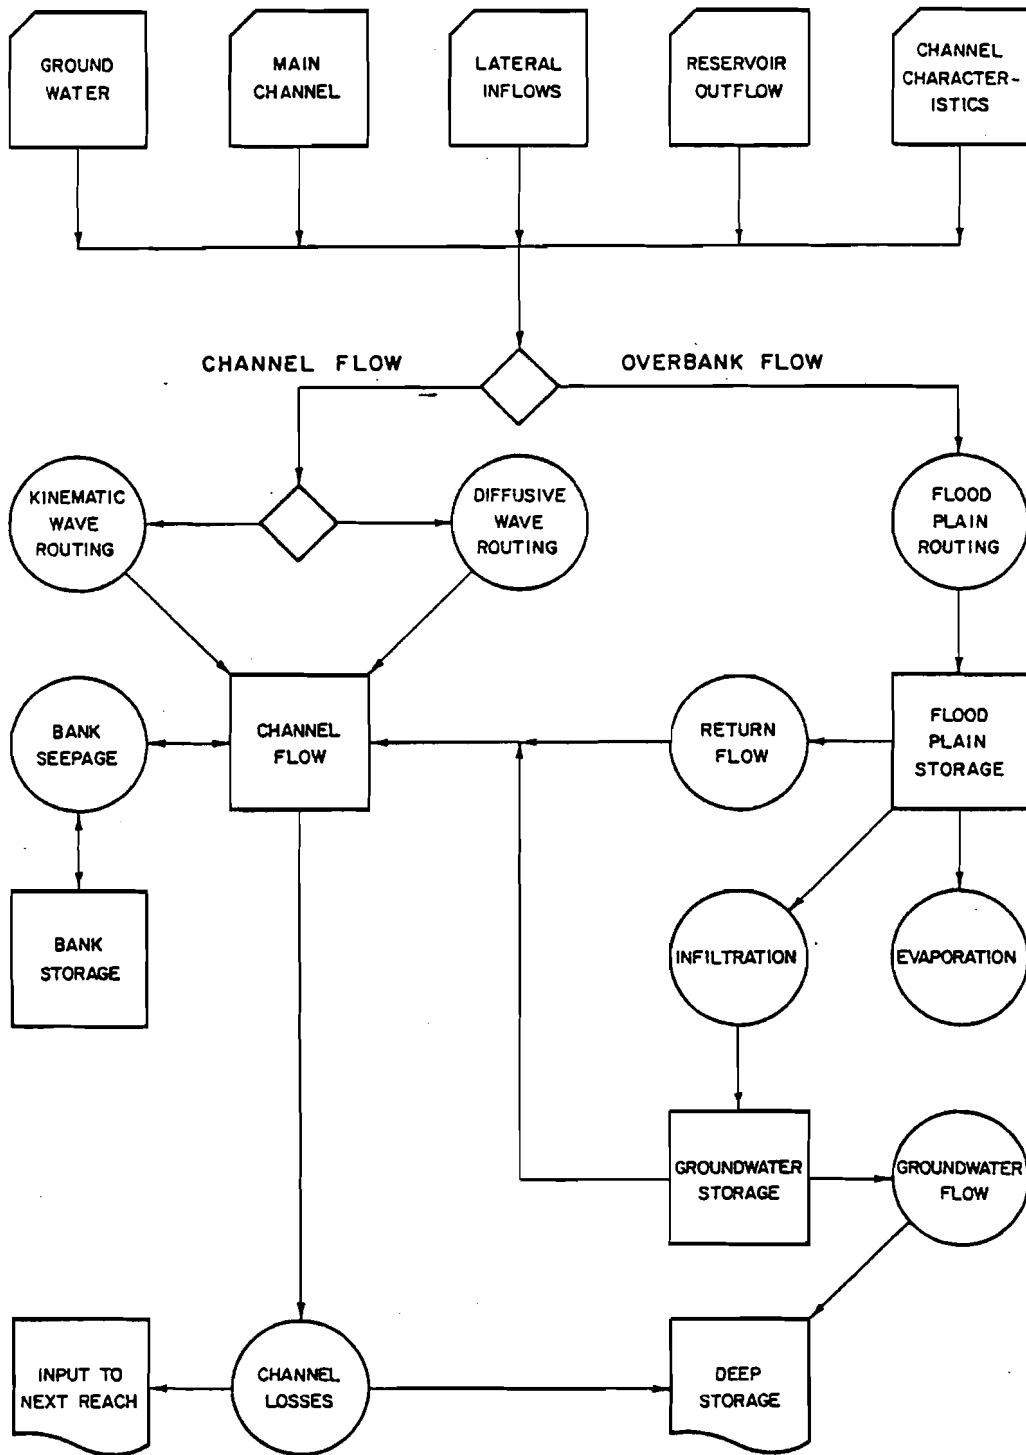 GROUND
WATER
MAIN
CHANNEL
LATERAL
INFLOWS
RESERVOIR
OUTFLOW
CHANNEL
CHARACTER-
ISTICS
CHANNEL FLOW
OVERBANK FLOW
KINEMATIC
WAVE
ROUTING
DIFFUSIVE
WAVE
ROUTING
FLOOD
PLAIN
ROUTING
BANK
SEEPAGE
CHANNEL
FLOW
RETURN
FLOW
FLOOD
PLAIN
STORAGE
BANK
STORAGE
INFILTRATION
EVAPORATION
GROUNDWATER
STORAGE
GROUNDWATER
FLOW
INPUT TO
NEXT REACH
CHANNEL
LOSSES
DEEP
STORAGE